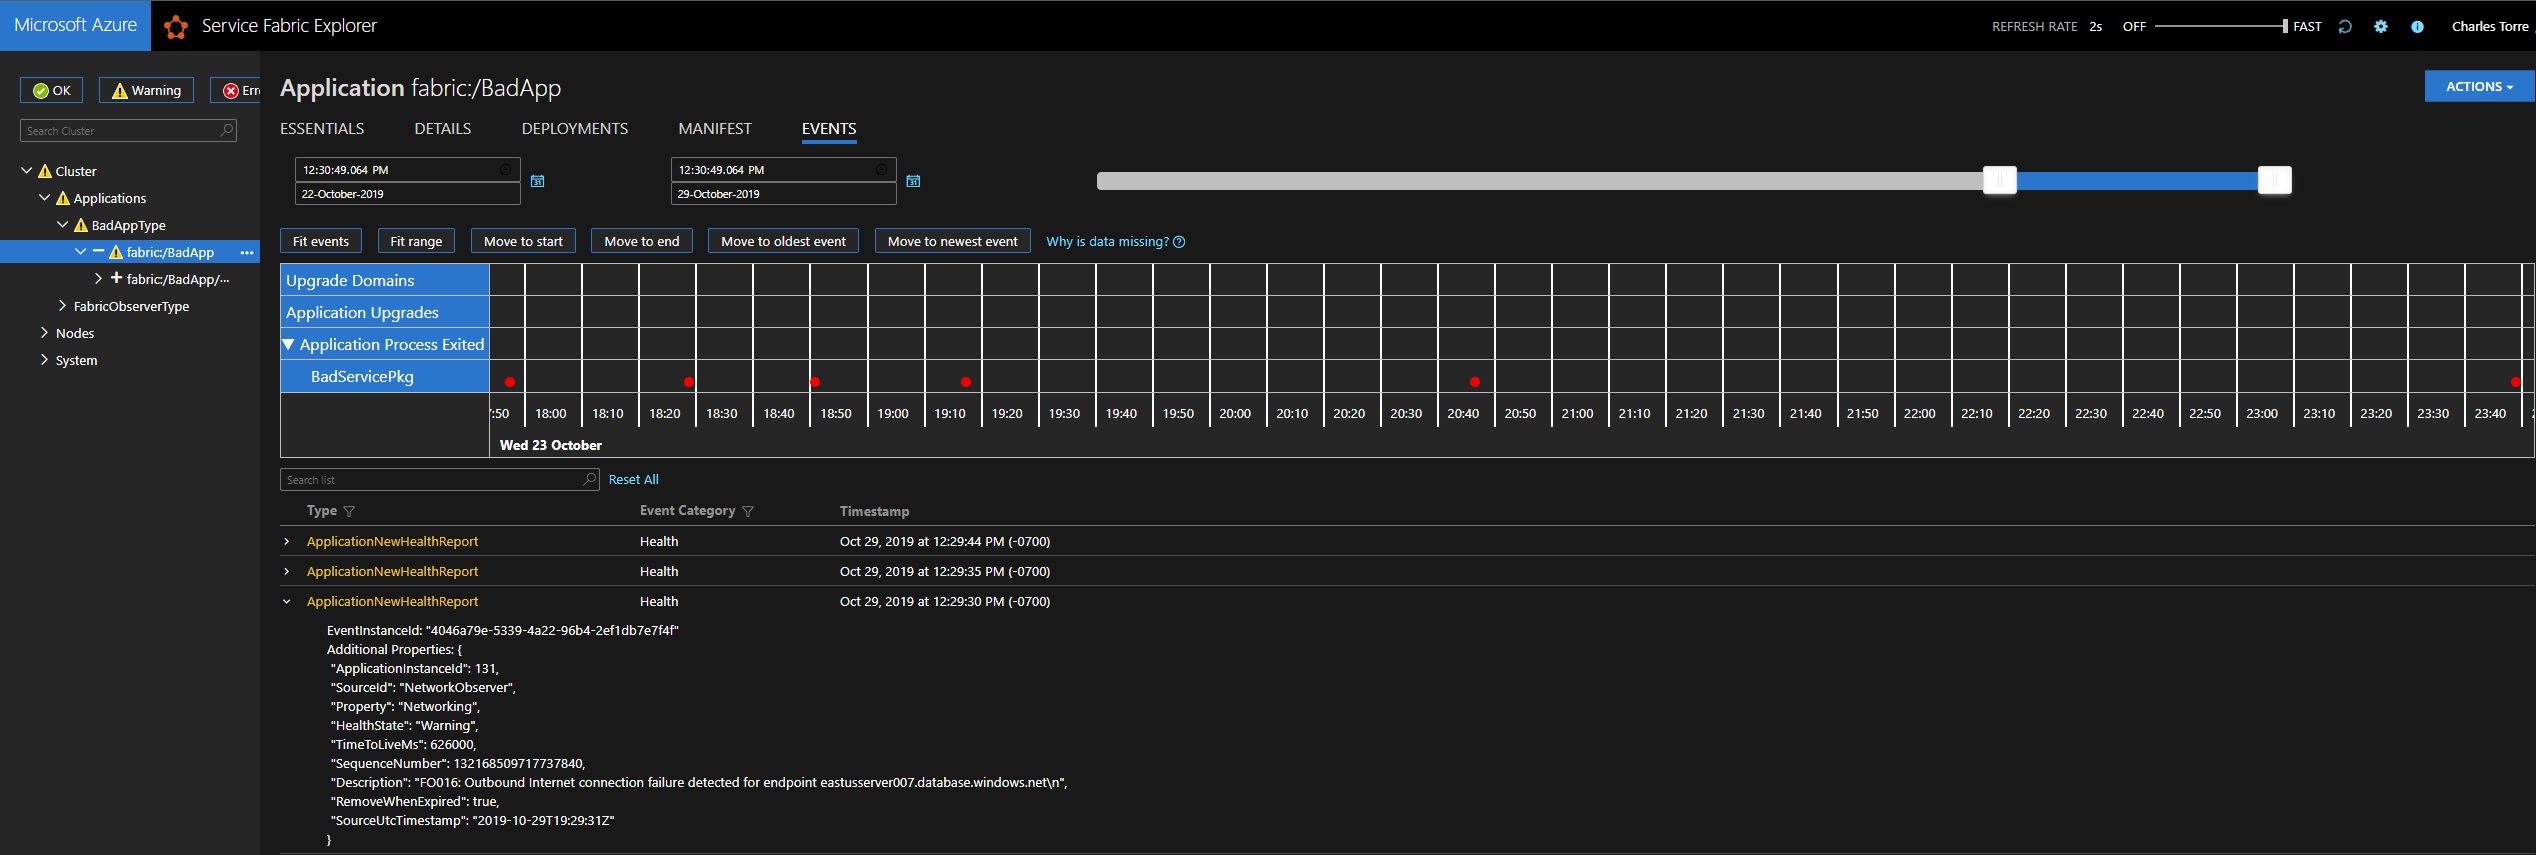 Microsoft Azure
Service Fabric Explorer
REFRESH RATE 2s OFF FAST
Charles Torre
OK Warning Erro
Search Cluster
Cluster
Applications
BadAppType
fabric:/BadApp
fabric:/BadApp/...
FabricObserverType
Nodes
System
Application fabric:/BadApp
ACTIONS
ESSENTIALS DETAILS DEPLOYMENTS MANIFEST EVENTS
12:30:49.064 PM 12:30:49.064 PM
22-October-2019 29-October-2019
Fit events Fit range Move to start Move to end Move to oldest event Move to newest event Why is data missing?
Upgrade Domains
Application Upgrades
Application Process Exited
BadServicePkg
:50 18:00 18:10 18:20 18:30 18:40 18:50 19:00 19:10 19:20 19:30 19:40 19:50 20:00 20:10 20:20 20:30 20:40 20:50 21:00 21:10 21:20 21:30 21:40 21:50 22:00 22:10 22:20 22:30 22:40 22:50 23:00 23:10 23:20 23:30 23:40
Wed 23 October
Search list Reset All
Type Event Category Timestamp
ApplicationNewHealthReport Health Oct 29, 2019 at 12:29:44 PM (-0700)
ApplicationNewHealthReport Health Oct 29, 2019 at 12:29:35 PM (-0700)
ApplicationNewHealthReport Health Oct 29, 2019 at 12:29:30 PM (-0700)
EventInstanceId: "4046a79e-5339-4a22-96b4-2ef1db7e7f4f"
Additional Properties: {
"ApplicationInstanceId": 131,
"SourceId": "NetworkObserver",
"Property": "Networking",
"HealthState": "Warning",
"TimeToLiveMs": 626000,
"SequenceNumber": 132168509717737840,
"Description": "FO016: Outbound Internet connection failure detected for endpoint eastusserver007.database.windows.net\n",
"RemoveWhenExpired": true,
"SourceUtcTimestamp": "2019-10-29T19:29:31Z"
}